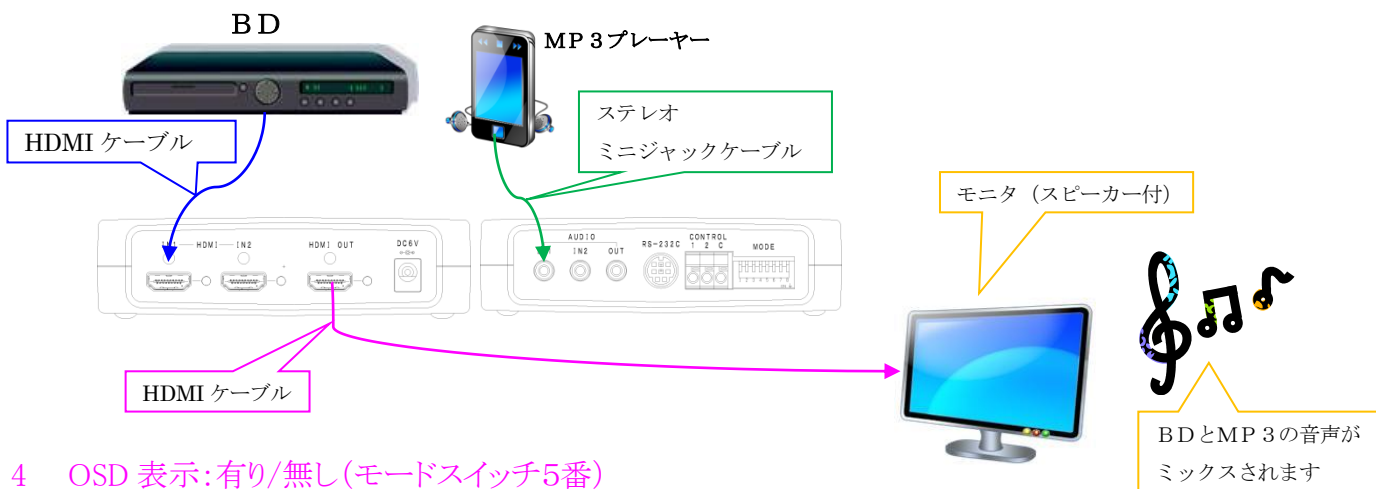 BD
MP3プレーヤー
ステレオ
ミニジャックケーブル
HDMI ケーブル
モニタ（スピーカー付）
HDMI IN2 HDMI OUT DC6V
AUDIO
IN2 OUT
RS-232C
CONTROL
1 2 C
MODE
HDMI ケーブル
BDとMP3の音声が
ミックスされます
4 OSD 表示：有り/無し（モードスイッチ5番）